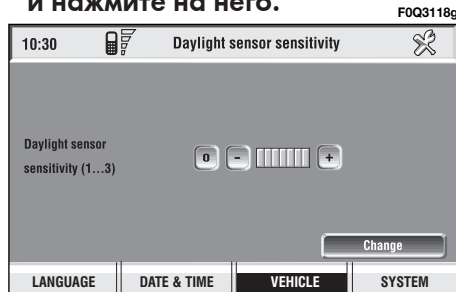 и нажмите на него.
F0Q3118g
10:30 Daylight sensor sensitivity
Daylight sensor
sensitivity (1...3)
0 - +
Change
LANGUAGE DATE & TIME VEHICLE SYSTEM